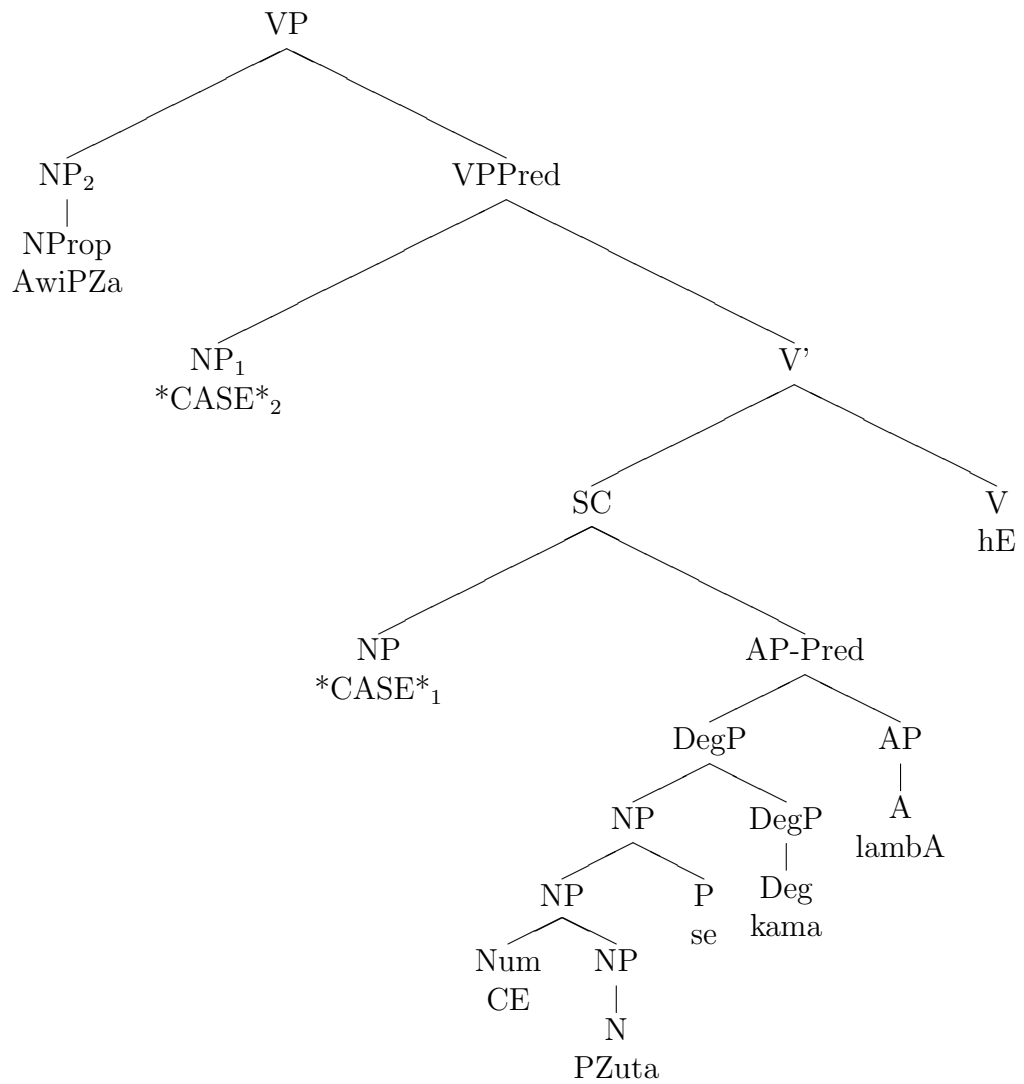 VP
NP₂ VPPred
NProp
AwiPZa
NP₁ V'
*CASE*₂
SC V
hE
NP AP-Pred
*CASE*₁
DegP AP
NP DegP A
lambA
NP P Deg
se kama
Num NP
CE
N
PZuta